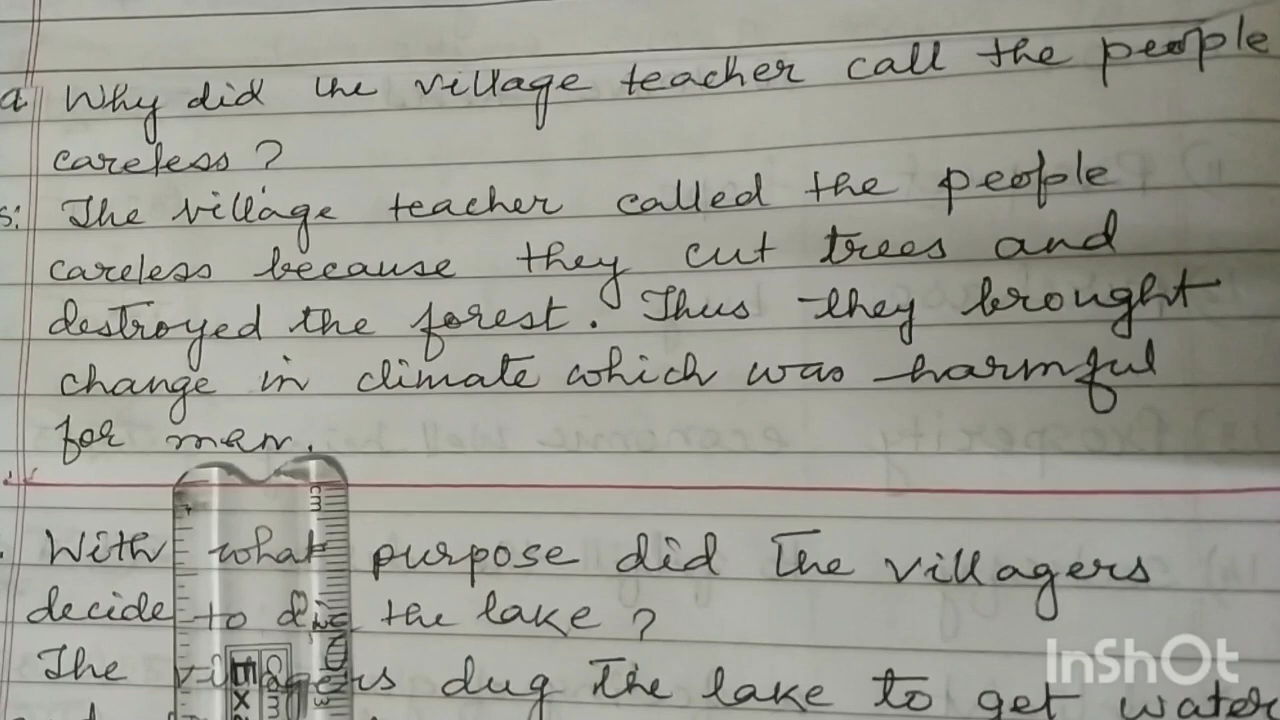 a Why did the village teacher call the people
careless?
s: The village teacher called the people
careless because they cut trees and
destroyed the forest. Thus they brought
change in climate which was harmful
for men.
cm
With what purpose did the villagers
decide to dig the lake?
The villagers dug the lake to get water
InShOt